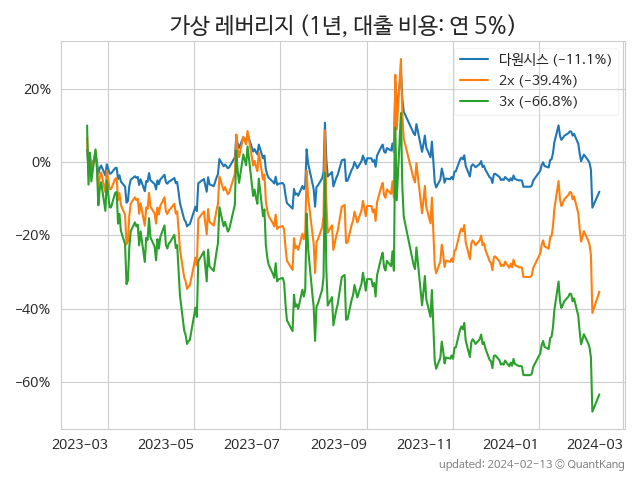 가상 레버리지 (1년, 대출 비용: 연 5%)
다원시스 (−11.1%)
2x (−39.4%)
3x (−66.8%)
20%
0%
−20%
−40%
−60%
2023-03 2023-05 2023-07 2023-09 2023-11 2024-01 2024-03
updated: 2024-02-13 © QuantKang